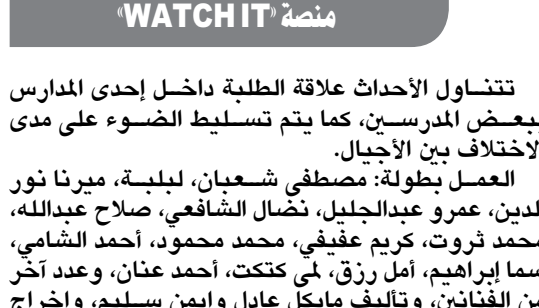 منصة «WATCH IT»
تتناول الأحداث علاقة الطلبة داخل إحدى المدارس
ببعض المدرسين، كما يتم تسليط الضوء على مدى
الاختلاف بين الأجيال.
العمل بطولة: مصطفى شعبان، لبلبة، ميرنا نور
الدين، عمرو عبدالجليل، نضال الشافعي، صلاح عبدالله،
محمد ثروت، كريم عفيفي، محمد محمود، أحمد الشامي،
سما إبراهيم، أمل رزق، لمى كتكت، أحمد عنان، وعدد آخر
من الفنانين، وتأليف مايكل عادل وايمن سليم، وإخراج